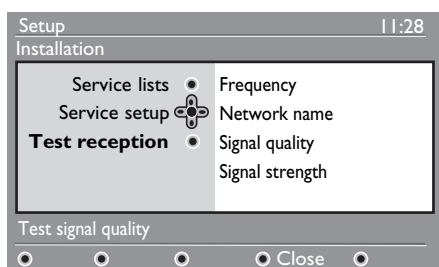 Setup 11:28
Installation
Service lists Frequency
Service setup Network name
Test reception Signal quality
Signal strength
Test signal quality
Close